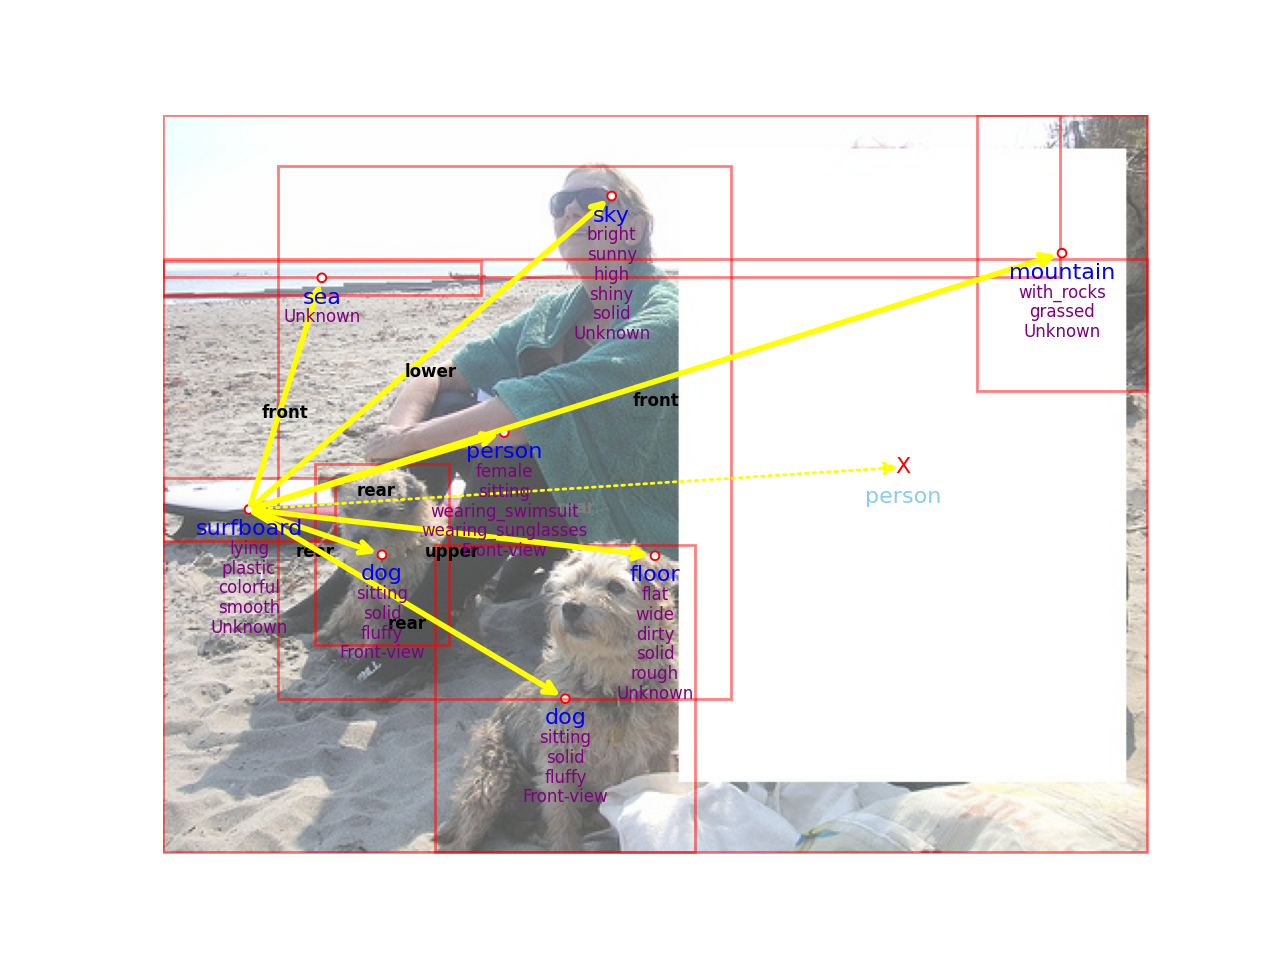 sky
bright
sunny
high
shiny
solid
Unknown
mountain
with_rocks
grassed
Unknown
sea
Unknown
lower
front
front
person
female
sitting
wearing_swimsuit
wearing_sunglasses
Front-view
rear
X
person
surfboard
lying
plastic
colorful
smooth
Unknown
rear
upper
dog
sitting
solid
fluffy
Front-view
rear
floor
flat
wide
dirty
solid
rough
Unknown
dog
sitting
solid
fluffy
Front-view